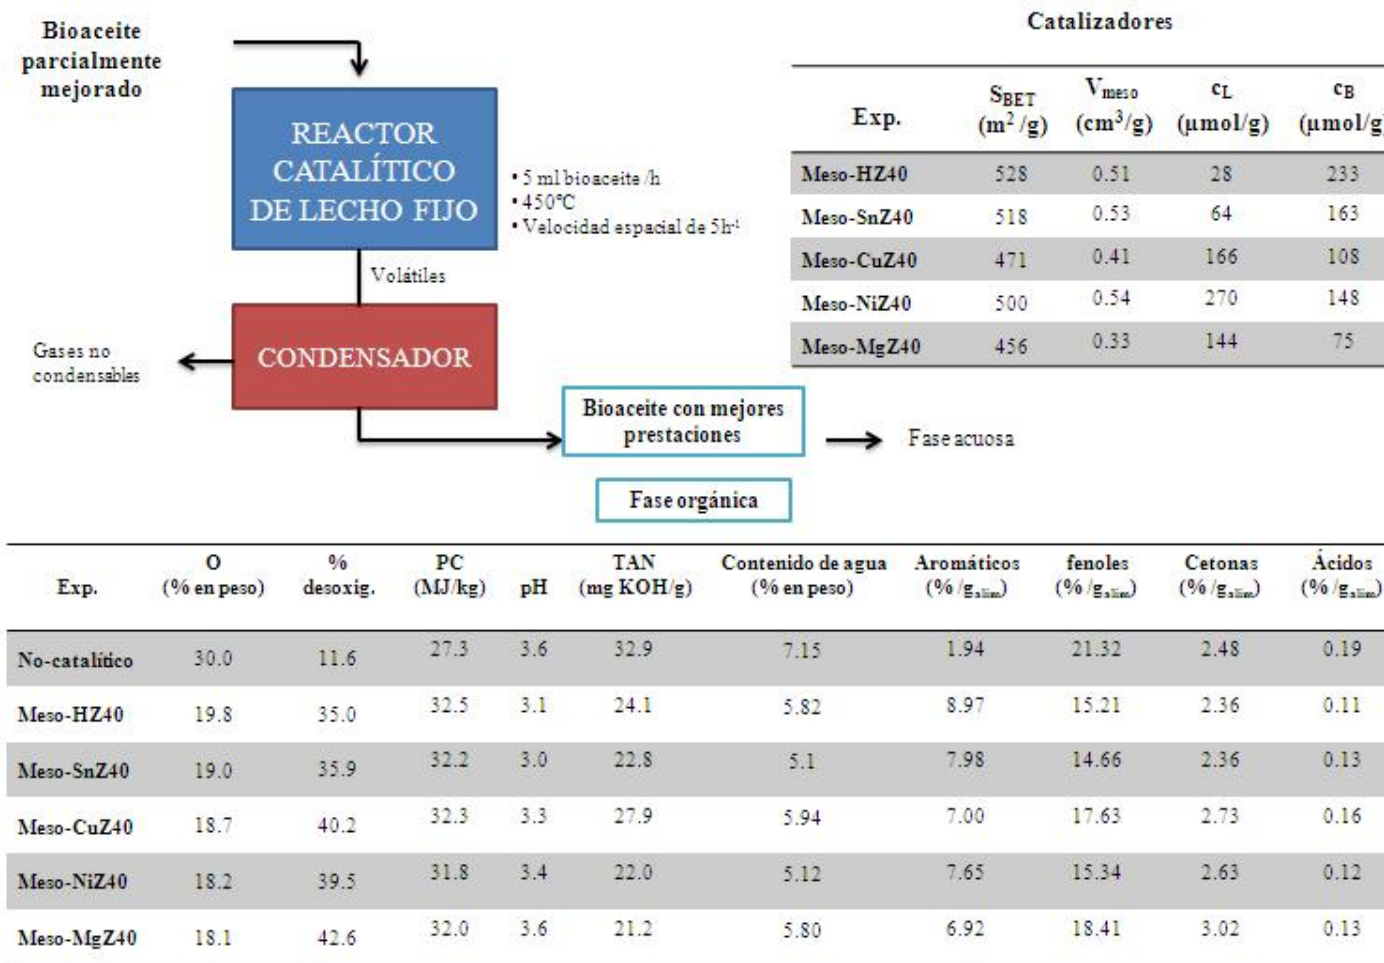 Bioaceite
parcialmente
mejorado
REACTOR
CATALÍTICO
DE LECHO FIJO
• 5 ml bioaceite /h
• 450ºC
• Velocidad espacial de 5h⁻¹
Volátiles
CONDENSADOR
Gases no
condensables
Bioaceite con mejores
prestaciones
Fase acuosa
Fase orgánica
Catalizadores
Exp. S_BET (m² /g) V_meso (cm³/g) c_L (µmol/g) c_B (µmol/g)
Meso-HZ40 528 0.51 28 233
Meso-SnZ40 518 0.53 64 163
Meso-CuZ40 471 0.41 166 108
Meso-NiZ40 500 0.54 270 148
Meso-MgZ40 456 0.33 144 75
Exp. O (% en peso) % desoxig. PC (MJ/kg) pH TAN (mg KOH/g) Contenido de agua (% en peso) Aromáticos (% /g_alim.) fenoles (% /g_alim.) Cetonas (% /g_alim.) Ácidos (% /g_alim.)
No-catalítico 30.0 11.6 27.3 3.6 32.9 7.15 1.94 21.32 2.48 0.19
Meso-HZ40 19.8 35.0 32.5 3.1 24.1 5.82 8.97 15.21 2.36 0.11
Meso-SnZ40 19.0 35.9 32.2 3.0 22.8 5.1 7.98 14.66 2.36 0.13
Meso-CuZ40 18.7 40.2 32.3 3.3 27.9 5.94 7.00 17.63 2.73 0.16
Meso-NiZ40 18.2 39.5 31.8 3.4 22.0 5.12 7.65 15.34 2.63 0.12
Meso-MgZ40 18.1 42.6 32.0 3.6 21.2 5.80 6.92 18.41 3.02 0.13